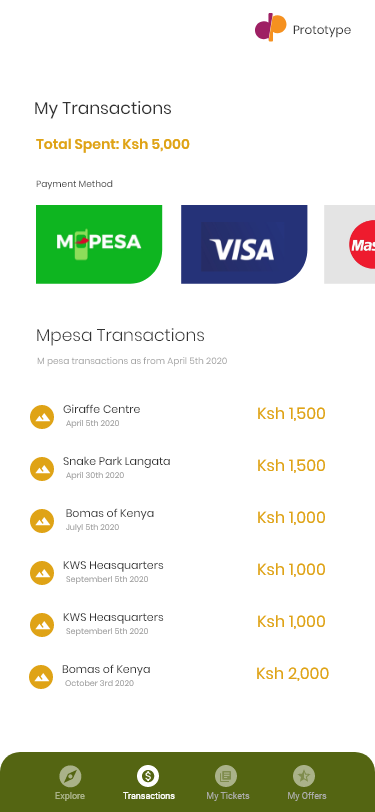 Prototype
My Transactions
Total Spent: Ksh 5,000
Payment Method
M PESA
VISA
Mas
Mpesa Transactions
M pesa transactions as from April 5th 2020
Giraffe Centre
Ksh 1,500
April 5th 2020
Snake Park Langata
Ksh 1,500
April 30th 2020
Bomas of Kenya
Ksh 1,000
Julyl 5th 2020
KWS Heasquarters
Ksh 1,000
Septemberl 5th 2020
KWS Heasquarters
Ksh 1,000
Septemberl 5th 2020
Bomas of Kenya
Ksh 2,000
October 3rd 2020
Explore Transactions My Tickets My Offers